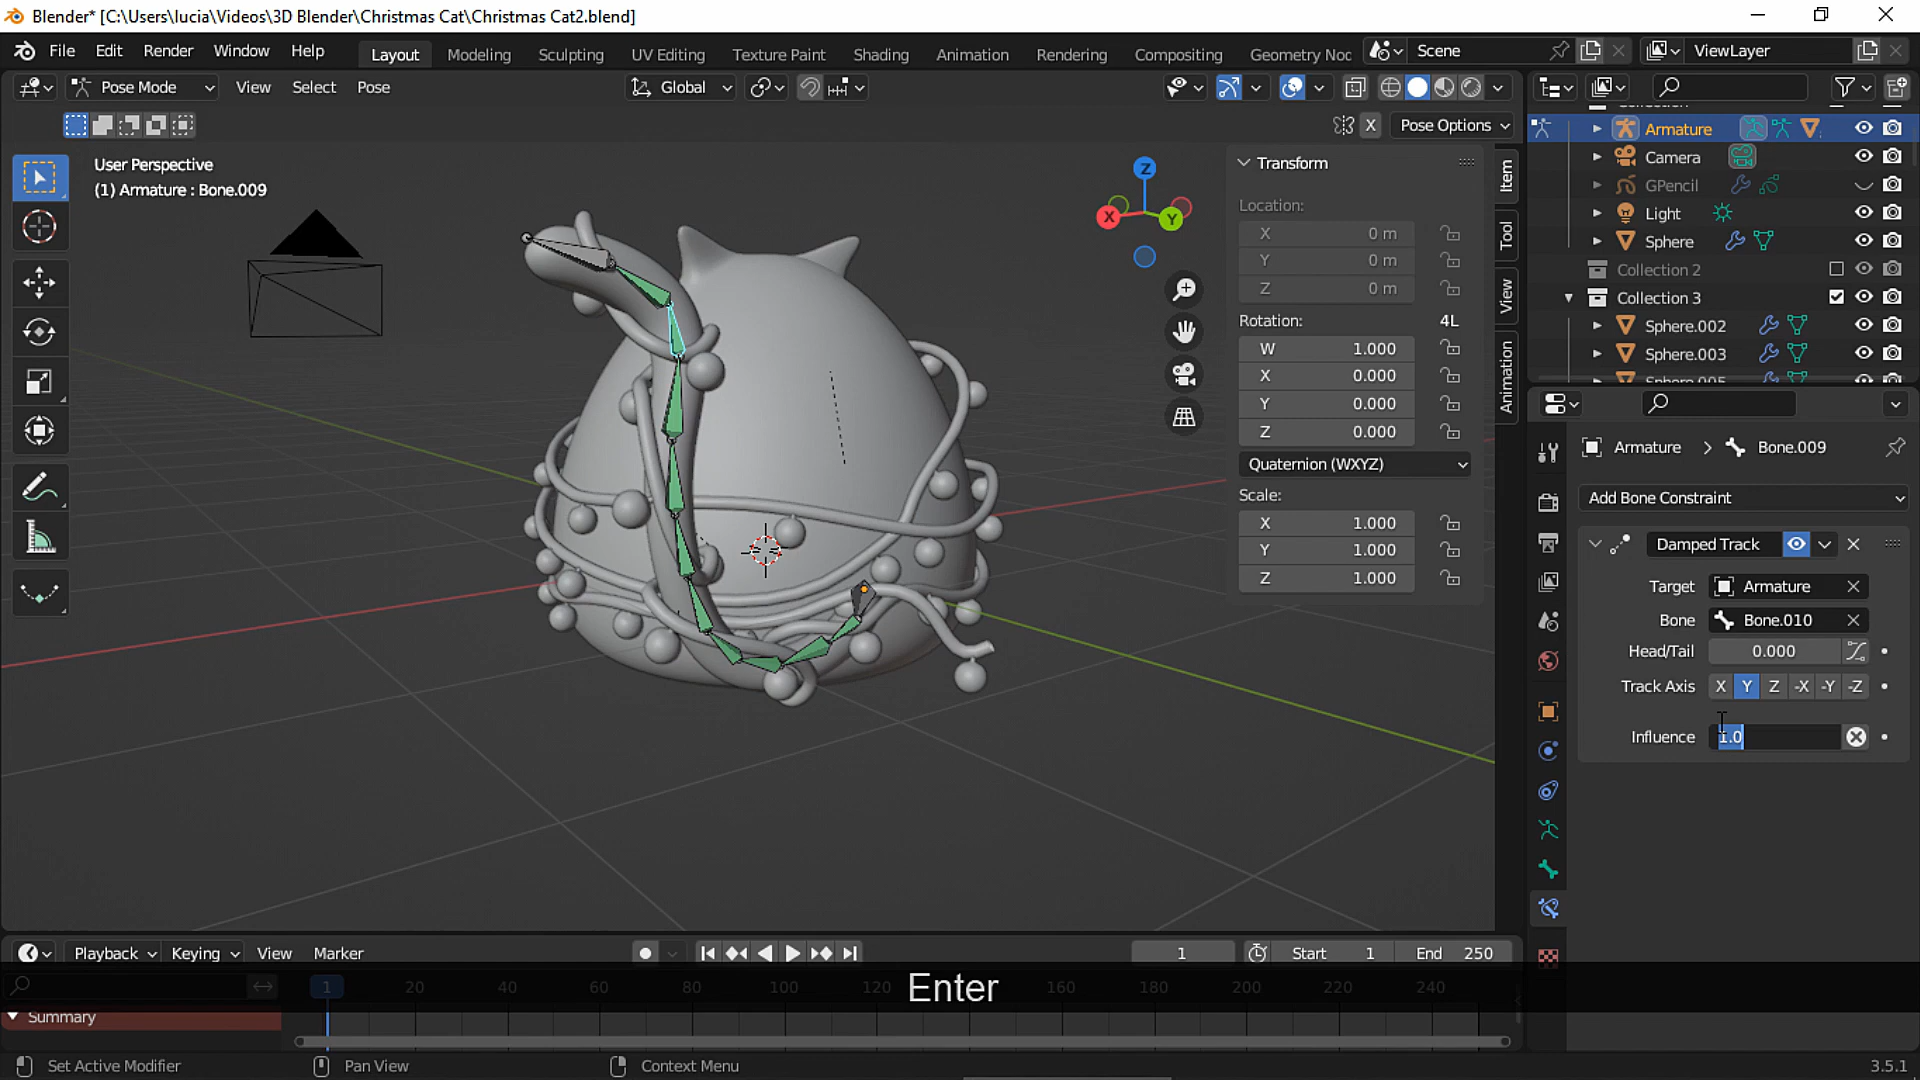 Blender* [C:\Users\lucia\Videos\3D Blender\Christmas Cat\Christmas Cat2.blend]
File Edit Render Window Help Layout Modeling Sculpting UV Editing Texture Paint Shading Animation Rendering Compositing Geometry Nod Scene ViewLayer
Pose Mode View Select Pose Global
X Pose Options
User Perspective
(1) Armature : Bone.009
Z
X
Y
Transform
Location:
X 0 m
Y 0 m
Z 0 m
Rotation: 4L
W 1.000
X 0.000
Y 0.000
Z 0.000
Quaternion (WXYZ)
Scale:
X 1.000
Y 1.000
Z 1.000
Item
Tool
View
Animation
Armature
Camera
GPencil
Light
Sphere
Collection 2
Collection 3
Sphere.002
Sphere.003
Sphere.005
Armature Bone.009
Add Bone Constraint
Damped Track
Target Armature
Bone Bone.010
Head/Tail 0.000
Track Axis X Y Z -X -Y -Z
Influence 1.0
Playback Keying View Marker 1 Start 1 End 250
1 20 40 60 80 100 120 160 180 200 220 240
Enter
Summary
Set Active Modifier Pan View Context Menu 3.5.1